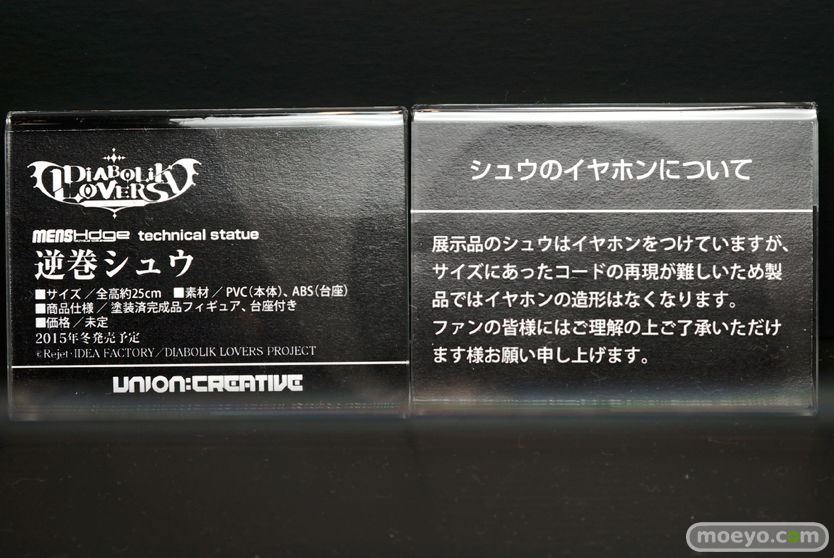 DIABOLIK
LOVERS
MENS Hdge technical statue
逆巻シュウ
■サイズ／全高約25cm ■素材／PVC(本体)、ABS(台座)
■商品仕様／塗装済完成品フィギュア、台座付き
■価格／未定
2015年冬発売予定
©Rejet・IDEA FACTORY／DIABOLIK LOVERS PROJECT
UNION:CREATIVE
シュウのイヤホンについて
展示品のシュウはイヤホンをつけていますが、
サイズにあったコードの再現が難しいため製
品ではイヤホンの造形はなくなります。
ファンの皆様にはご理解の上ご了承いただけ
ます様お願い申し上げます。
moeyo.com